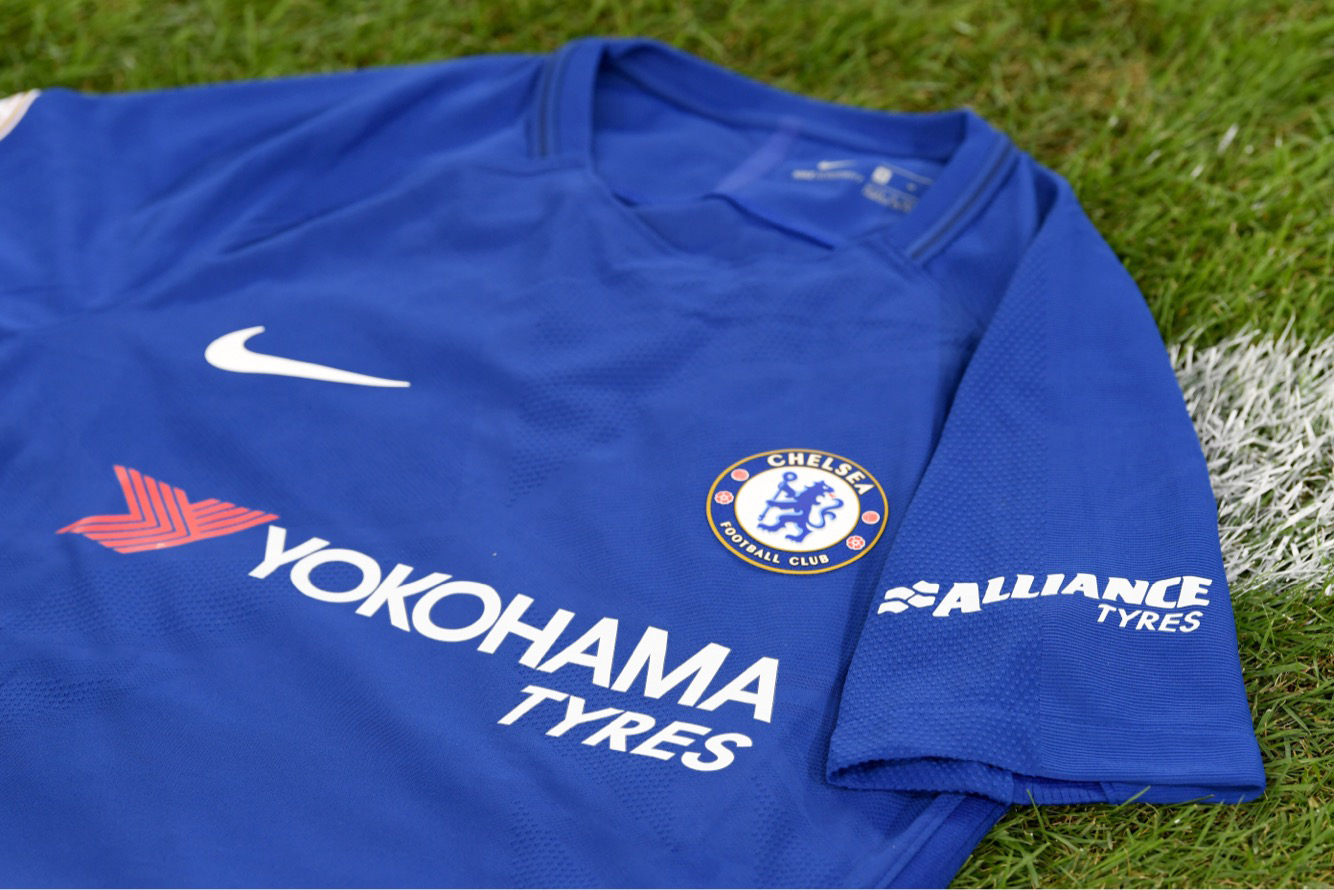 CHELSEA
FOOTBALL CLUB
YOKOHAMA
TYRES
ALLIANCE
TYRES